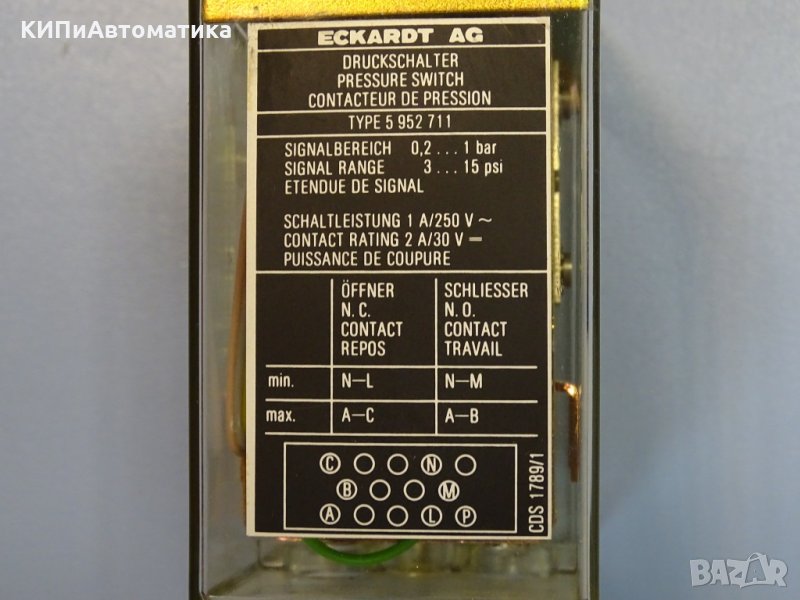 КИПиАвтоматика
ECKARDT AG
DRUCKSCHALTER
PRESSURE SWITCH
CONTACTEUR DE PRESSION
TYPE 5 952 711
SIGNALBEREICH 0,2 ... 1 bar
SIGNAL RANGE 3 ... 15 psi
ETENDUE DE SIGNAL
SCHALTLEISTUNG 1 A/250 V ~
CONTACT RATING 2 A/30 V ⎓
PUISSANCE DE COUPURE
ÖFFNER SCHLIESSER
N.C. N.O.
CONTACT CONTACT
REPOS TRAVAIL
min. N–L N–M
max. A–C A–B
C N
B M
A L P
CDS 1789/1
BAZAR